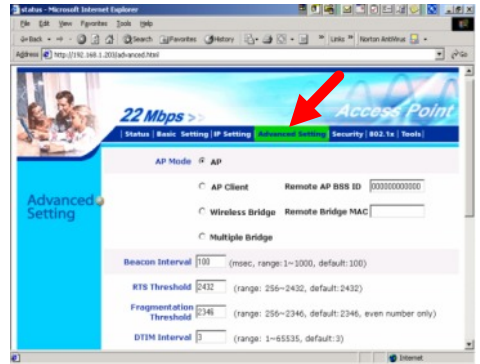 status - Microsoft Internet Explorer
File Edit View Favorites Tools Help
Back Search Favorites History Links Norton AntiVirus
Address http://192.168.1.203/advanced.html Go
22 Mbps >> Access Point
Status | Basic Setting | IP Setting Advanced Setting Security | 802.1x | Tools |
AP Mode AP
Advanced Setting
AP Client Remote AP BSS ID 000000000000
Wireless Bridge Remote Bridge MAC
Multiple Bridge
Beacon Interval 100 (msec, range:1~1000, default:100)
RTS Threshold 2432 (range: 256~2432, default:2432)
Fragmentation Threshold 2346 (range: 256~2346, default:2346, even number only)
DTIM Interval 3 (range: 1~65535, default:3)
Internet